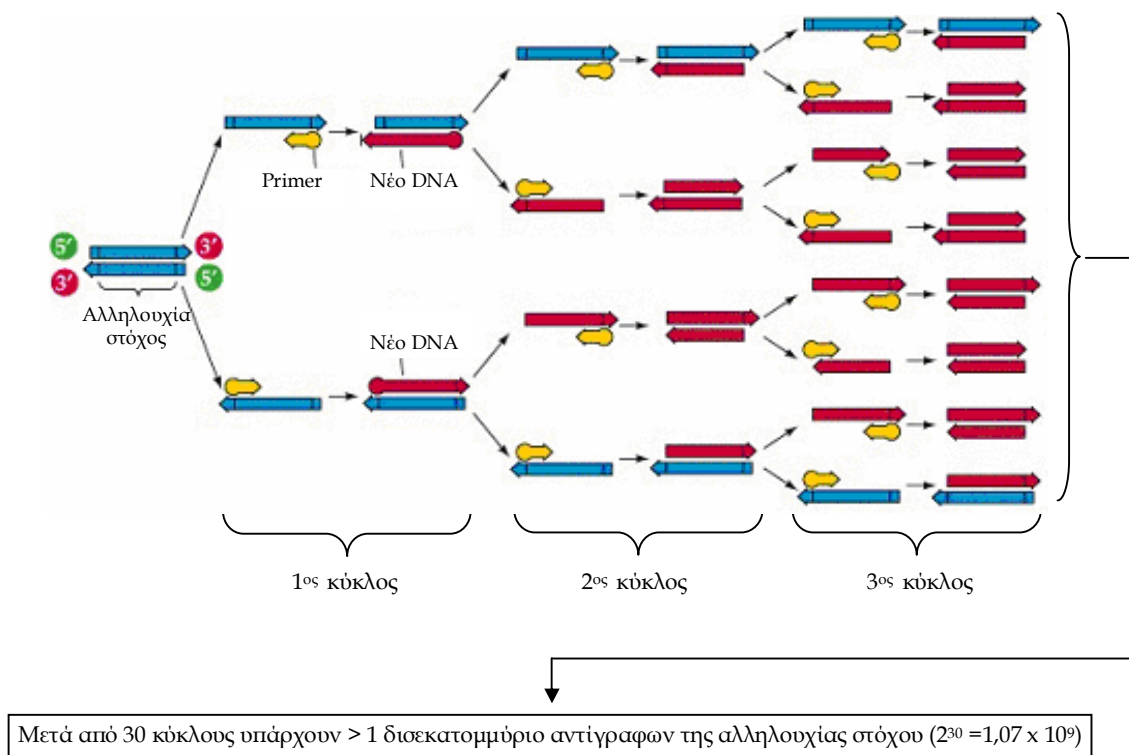 Primer
Νέο DNA
5′
3′
3′
5′
Αλληλουχία
στόχος
Νέο DNA
1ος κύκλος
2ος κύκλος
3ος κύκλος
Μετά από 30 κύκλους υπάρχουν > 1 δισεκατομμύριο αντίγραφων της αλληλουχίας στόχου (2³⁰ =1,07 x 10⁹)